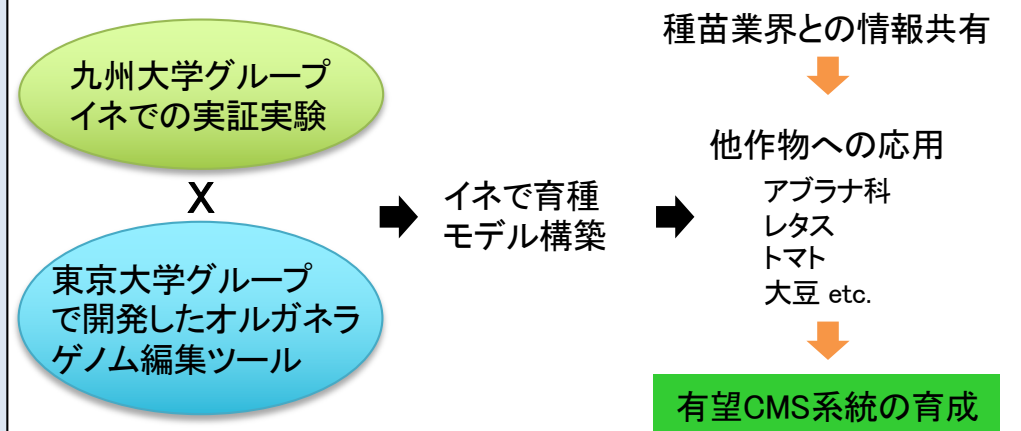 九州大学グループ
イネでの実証実験
X
東京大学グループ
で開発したオルガネラ
ゲノム編集ツール
イネで育種
モデル構築
種苗業界との情報共有
他作物への応用
アブラナ科
レタス
トマト
大豆 etc.
有望CMS系統の育成